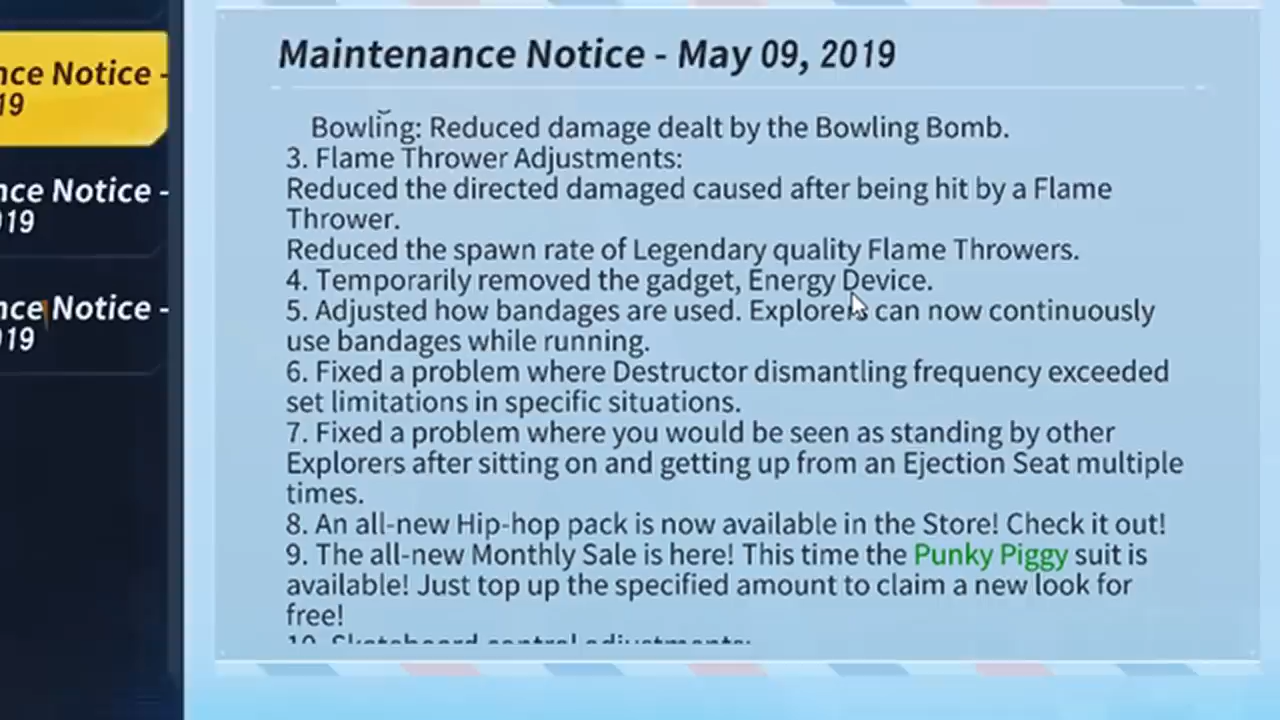 nce Notice -
19
nce Notice -
019
nce Notice -
019
Maintenance Notice - May 09, 2019
Bowling: Reduced damage dealt by the Bowling Bomb.
3. Flame Thrower Adjustments:
Reduced the directed damaged caused after being hit by a Flame
Thrower.
Reduced the spawn rate of Legendary quality Flame Throwers.
4. Temporarily removed the gadget, Energy Device.
5. Adjusted how bandages are used. Explorers can now continuously
use bandages while running.
6. Fixed a problem where Destructor dismantling frequency exceeded
set limitations in specific situations.
7. Fixed a problem where you would be seen as standing by other
Explorers after sitting on and getting up from an Ejection Seat multiple
times.
8. An all-new Hip-hop pack is now available in the Store! Check it out!
9. The all-new Monthly Sale is here! This time the Punky Piggy suit is
available! Just top up the specified amount to claim a new look for
free!
10. Skateboard control adjustments: